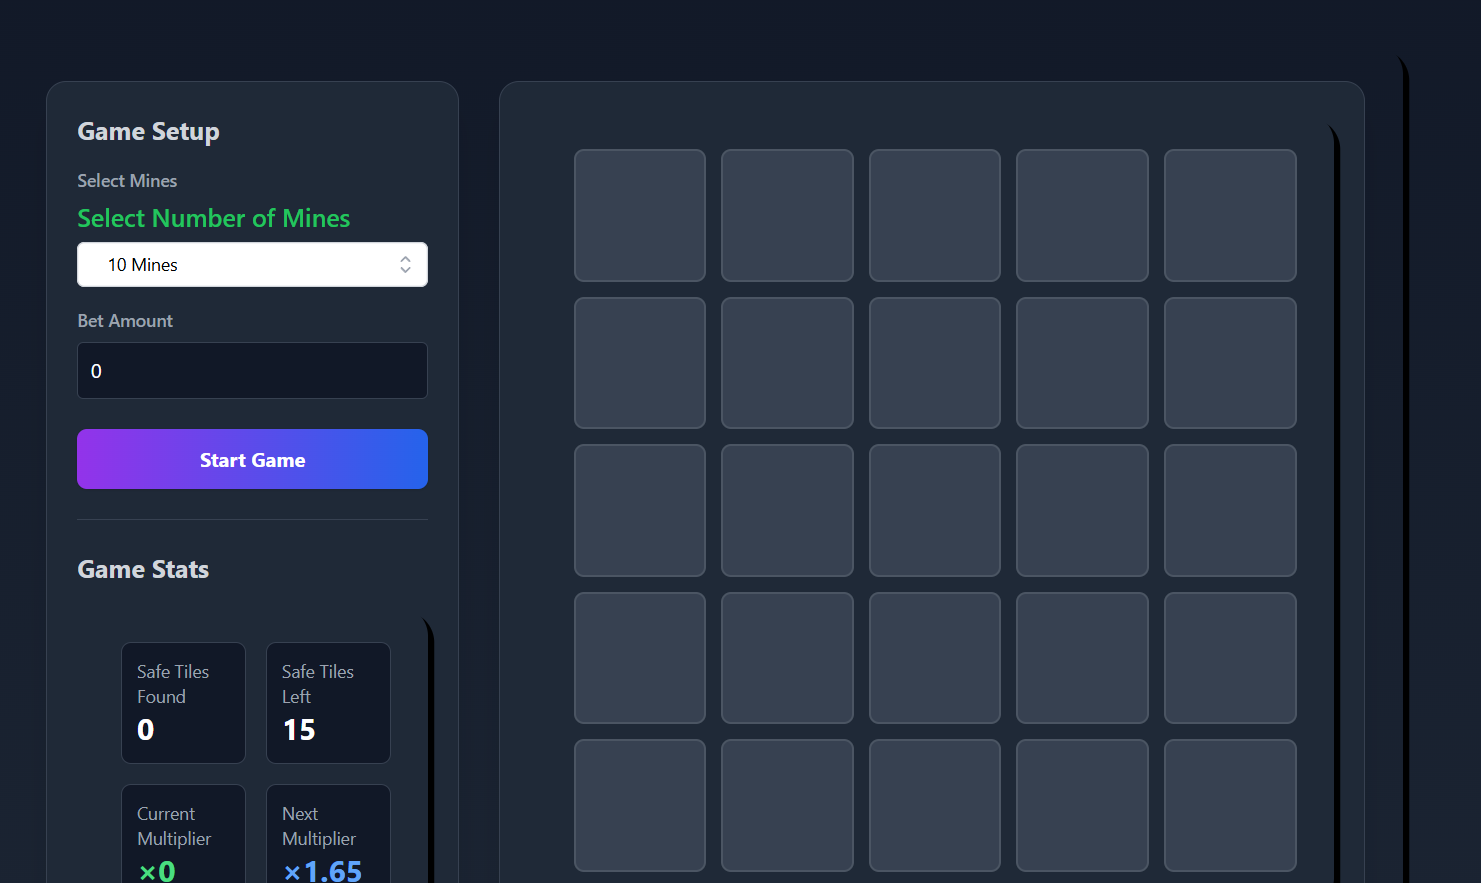 Game Setup
Select Mines
Select Number of Mines
10 Mines
Bet Amount
0
Start Game
Game Stats
Safe Tiles
Found
0
Safe Tiles
Left
15
Current
Multiplier
×0
Next
Multiplier
×1.65